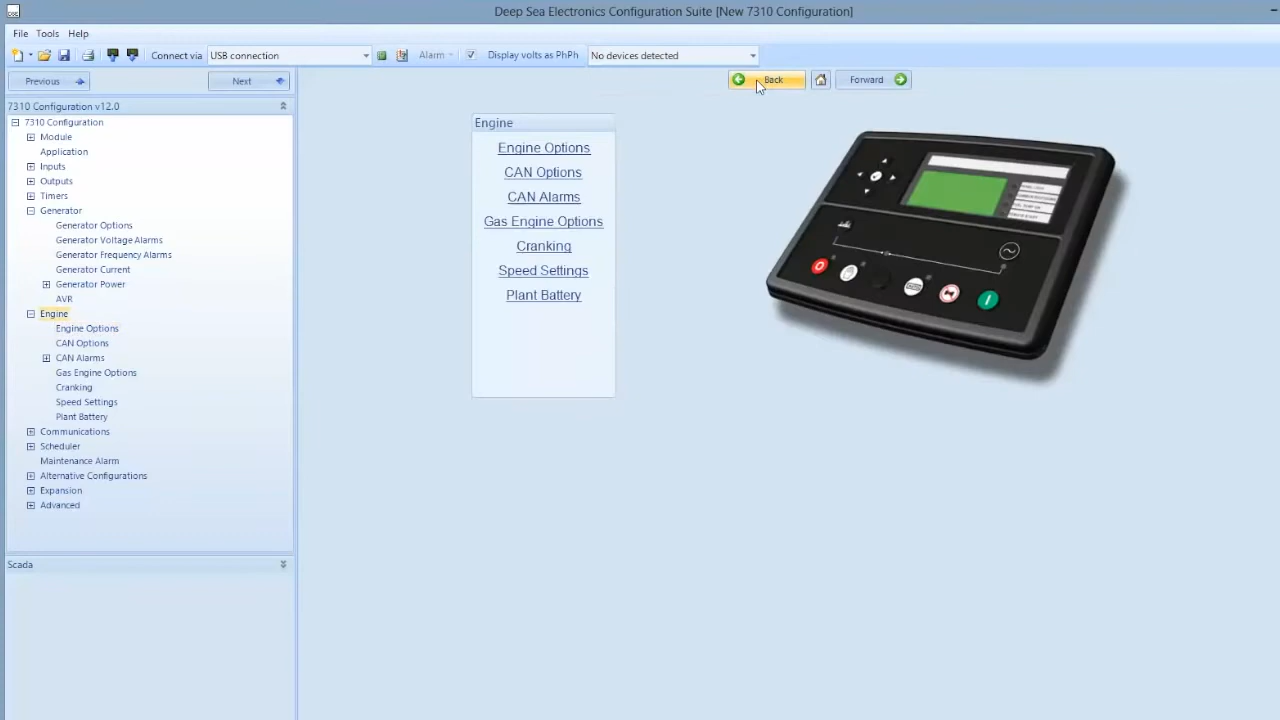 Deep Sea Electronics Configuration Suite [New 7310 Configuration]
File Tools Help
Connect via USB connection Alarm Display volts as PhPh No devices detected
Previous Next Back Forward
7310 Configuration v12.0
7310 Configuration
Module
Application
Inputs
Outputs
Timers
Generator
Generator Options
Generator Voltage Alarms
Generator Frequency Alarms
Generator Current
Generator Power
AVR
Engine
Engine Options
CAN Options
CAN Alarms
Gas Engine Options
Cranking
Speed Settings
Plant Battery
Communications
Scheduler
Maintenance Alarm
Alternative Configurations
Expansion
Advanced
Scada
Engine
Engine Options
CAN Options
CAN Alarms
Gas Engine Options
Cranking
Speed Settings
Plant Battery